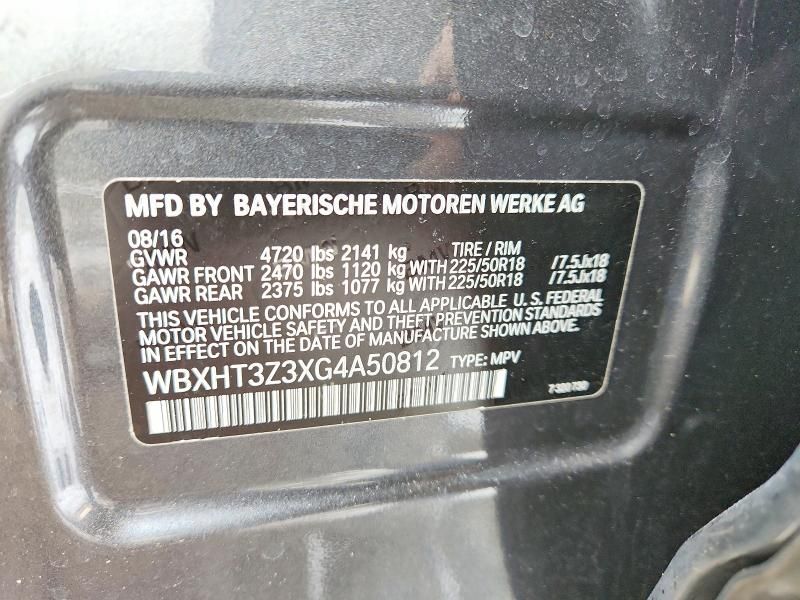 MFD BY BAYERISCHE MOTOREN WERKE AG
08/16
GVWR 4720 lbs 2141 kg TIRE / RIM
GAWR FRONT 2470 lbs 1120 kg WITH 225/50R18 /7.5Jx18
GAWR REAR 2375 lbs 1077 kg WITH 225/50R18 /7.5Jx18
THIS VEHICLE CONFORMS TO ALL APPLICABLE U.S. FEDERAL
MOTOR VEHICLE SAFETY AND THEFT PREVENTION STANDARDS
IN EFFECT ON THE DATE OF MANUFACTURE SHOWN ABOVE.
WBXHT3Z3XG4A50812 TYPE: MPV